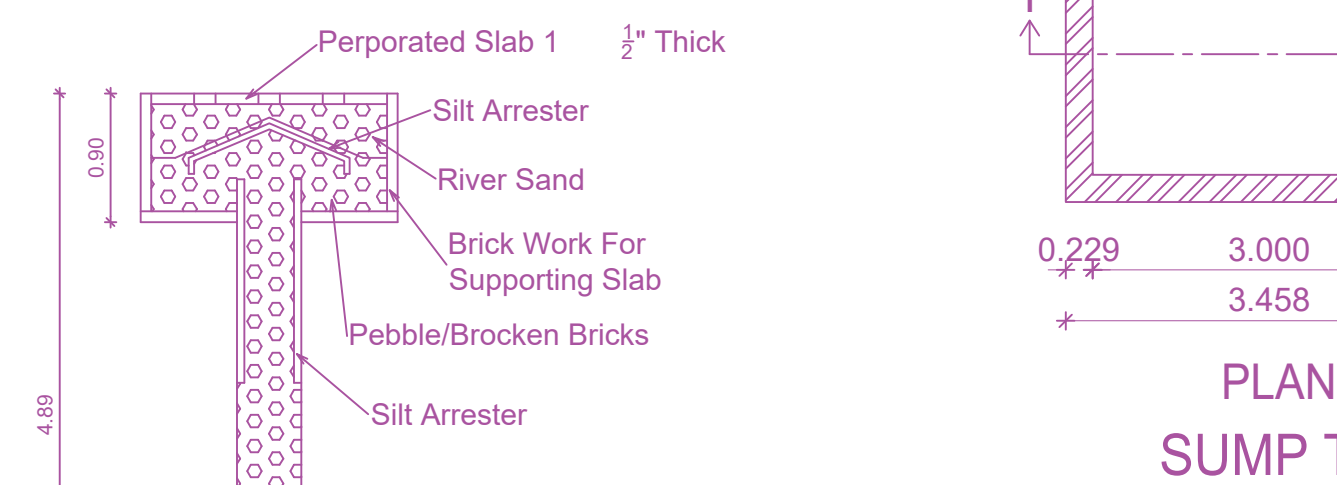 Perporated Slab 1 ½" Thick
Silt Arrester
River Sand
Brick Work For
Supporting Slab
Pebble/Brocken Bricks
Silt Arrester
0.90
4.89
0.229 3.000
3.458
PLAN
SUMP T